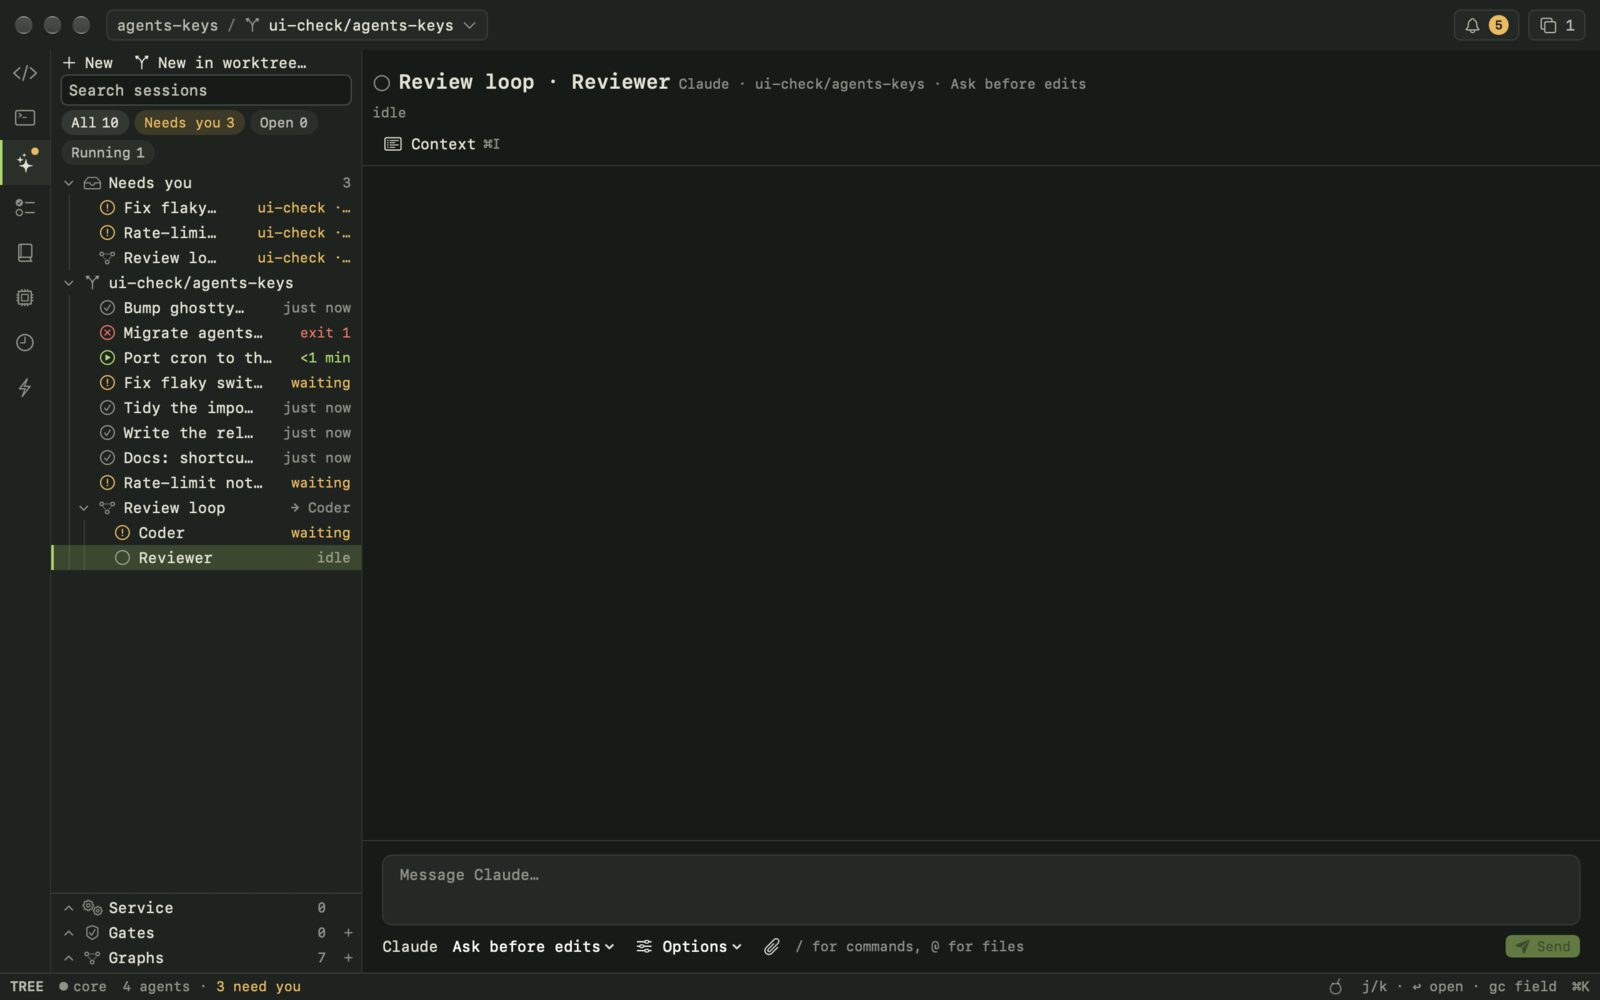 agents-keys / ui-check/agents-keys
5
1
+ New New in worktree…
Search sessions
All 10 Needs you 3 Open 0
Running 1
Needs you 3
Fix flaky… ui-check ·…
Rate-limi… ui-check ·…
Review lo… ui-check ·…
ui-check/agents-keys
Bump ghostty… just now
Migrate agents… exit 1
Port cron to th… <1 min
Fix flaky swit… waiting
Tidy the impo… just now
Write the rel… just now
Docs: shortcu… just now
Rate-limit not… waiting
Review loop → Coder
Coder waiting
Reviewer idle
Service 0
Gates 0 +
Graphs 7 +
Review loop · Reviewer Claude · ui-check/agents-keys · Ask before edits
idle
Context ⌘I
Message Claude…
Claude Ask before edits Options / for commands, @ for files
Send
TREE core 4 agents · 3 need you
j/k · ↩ open · gc field ⌘K